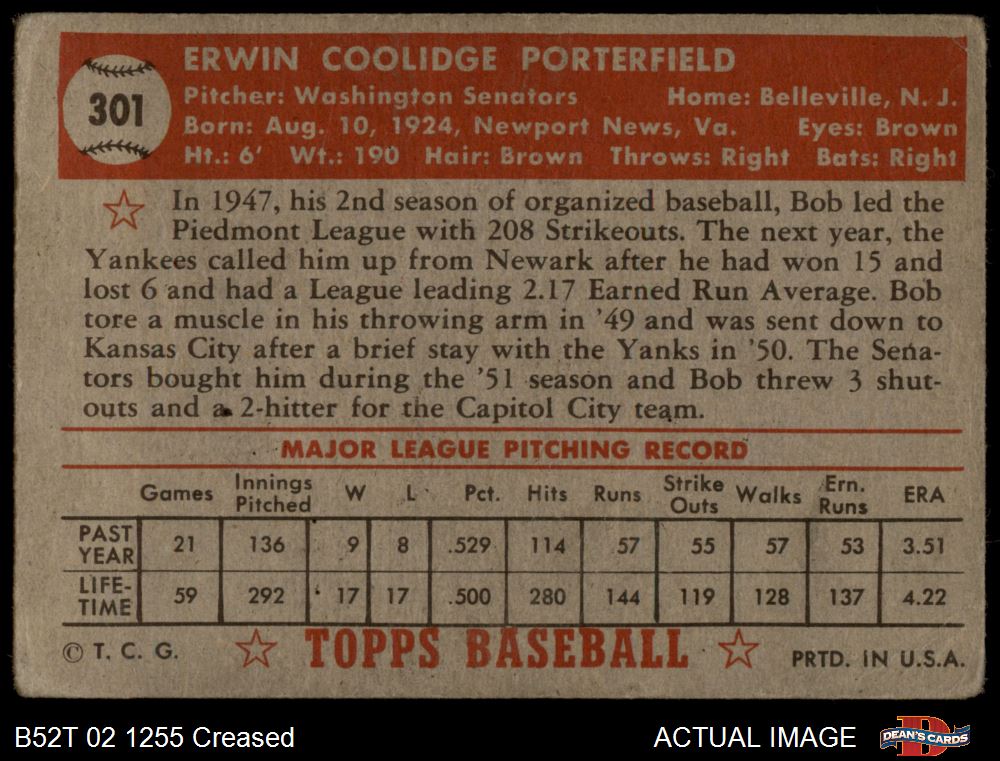 301
ERWIN COOLIDGE PORTERFIELD
Pitcher: Washington Senators Home: Belleville, N. J.
Born: Aug. 10, 1924, Newport News, Va. Eyes: Brown
Ht.: 6' Wt.: 190 Hair: Brown Throws: Right Bats: Right
In 1947, his 2nd season of organized baseball, Bob led the
Piedmont League with 208 Strikeouts. The next year, the
Yankees called him up from Newark after he had won 15 and
lost 6 and had a League leading 2.17 Earned Run Average. Bob
tore a muscle in his throwing arm in '49 and was sent down to
Kansas City after a brief stay with the Yanks in '50. The Sena-
tors bought him during the '51 season and Bob threw 3 shut-
outs and a 2-hitter for the Capitol City team.
MAJOR LEAGUE PITCHING RECORD
Games Innings Pitched W L Pct. Hits Runs Strike Outs Walks Ern. Runs ERA
PAST YEAR 21 136 9 8 .529 114 57 55 57 53 3.51
LIFE-TIME 59 292 17 17 .500 280 144 119 128 137 4.22
© T. C. G. TOPPS BASEBALL PRTD. IN U.S.A.
B52T 02 1255 Creased ACTUAL IMAGE DEAN'S CARDS